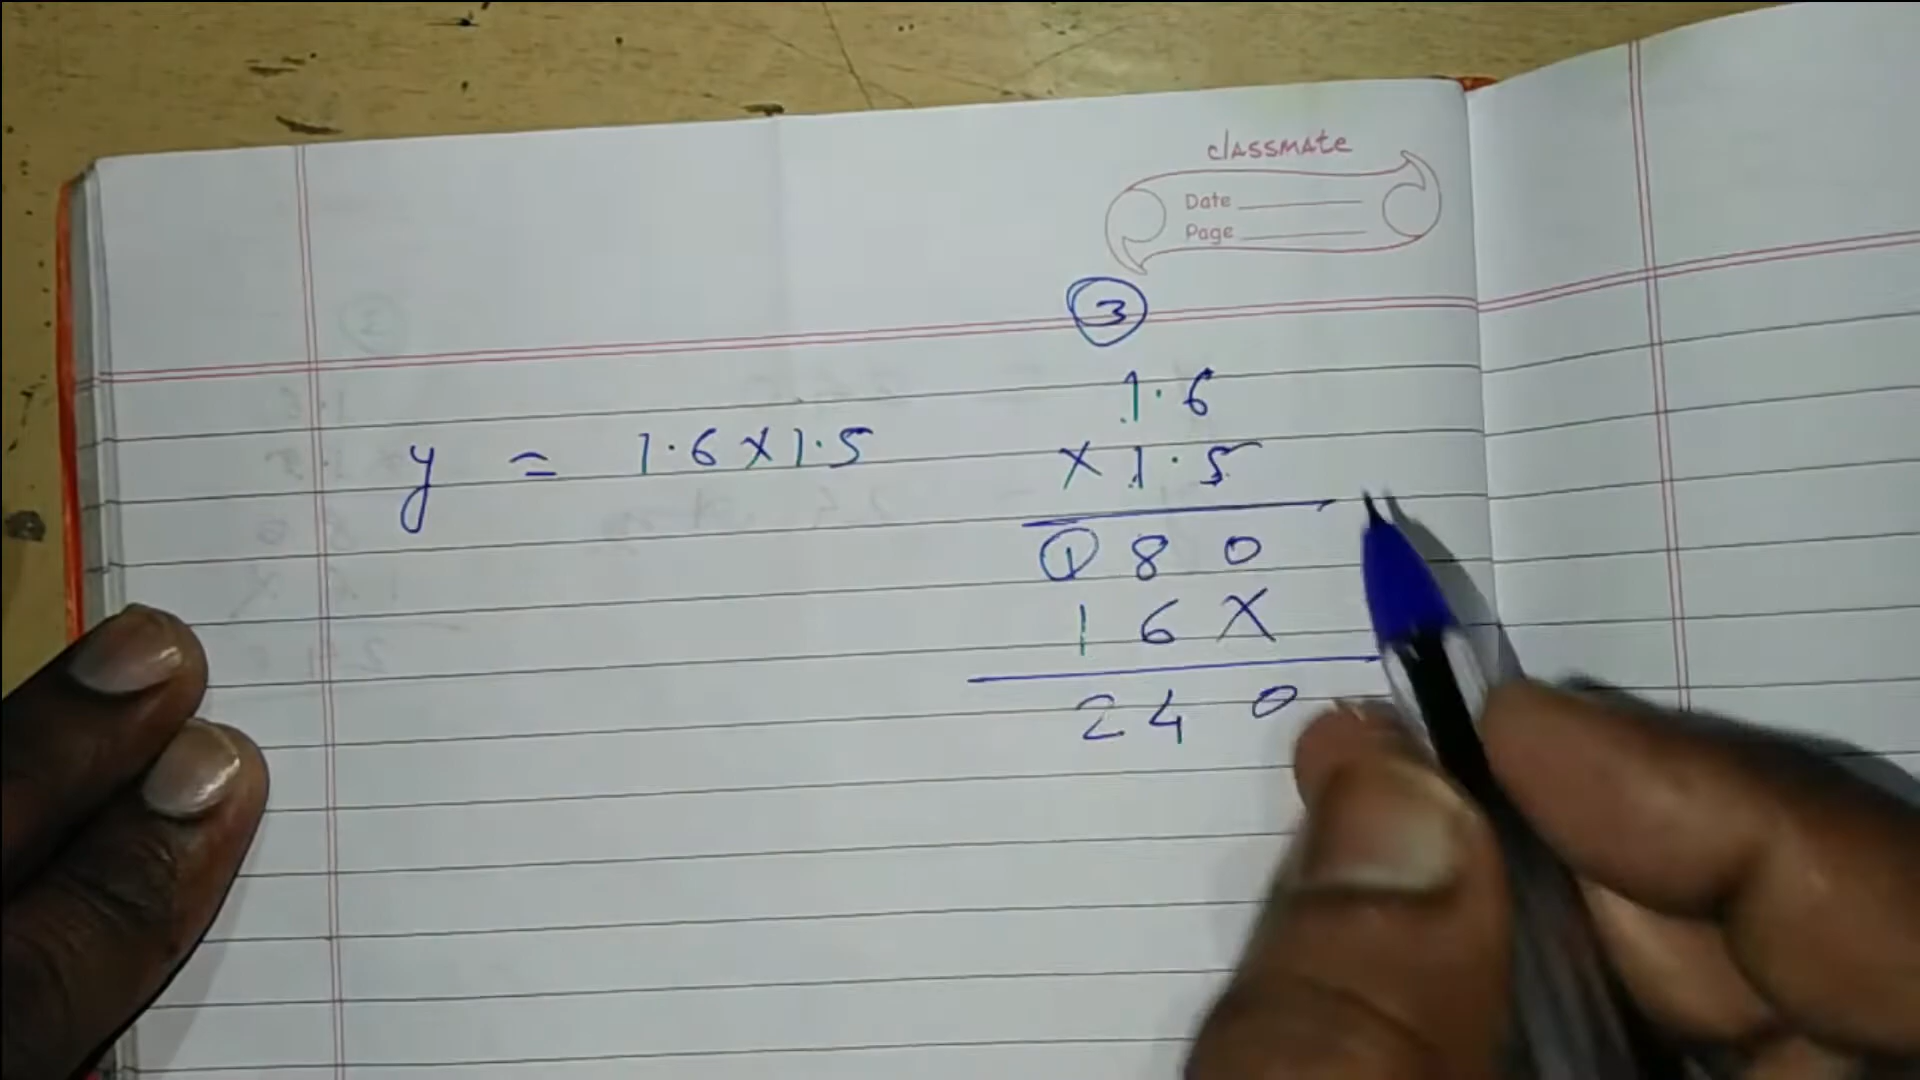 classmate
Date
Page
3
1.6
y = 1.6 x 1.5
x 1.5
1 8 0
1 6 x
2 4 0